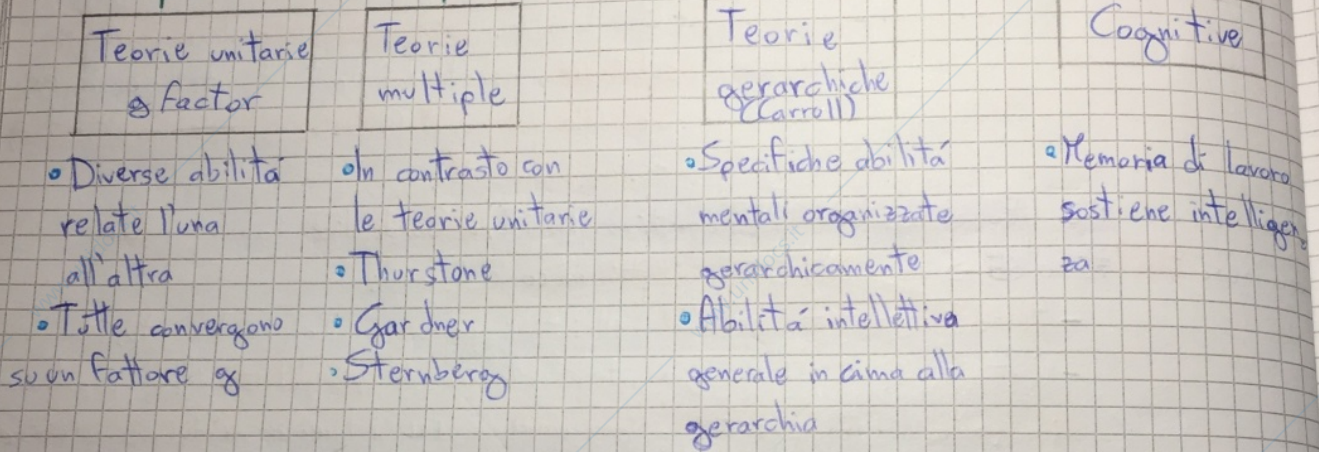 Teorie unitarie
g factor
• Diverse abilità
relate l'una
all'altra
• Tutte convergono
su un fattore g
Teorie
multiple
• In contrasto con
le teorie unitarie
• Thurstone
• Gardner
• Sternberg
Teorie
gerarchiche
(Carroll)
• Specifiche abilità
mentali organizzate
gerarchicamente
• Abilità intellettiva
generale in cima alla
gerarchia
Cognitive
• Memoria di lavoro
sostiene intelligen
za